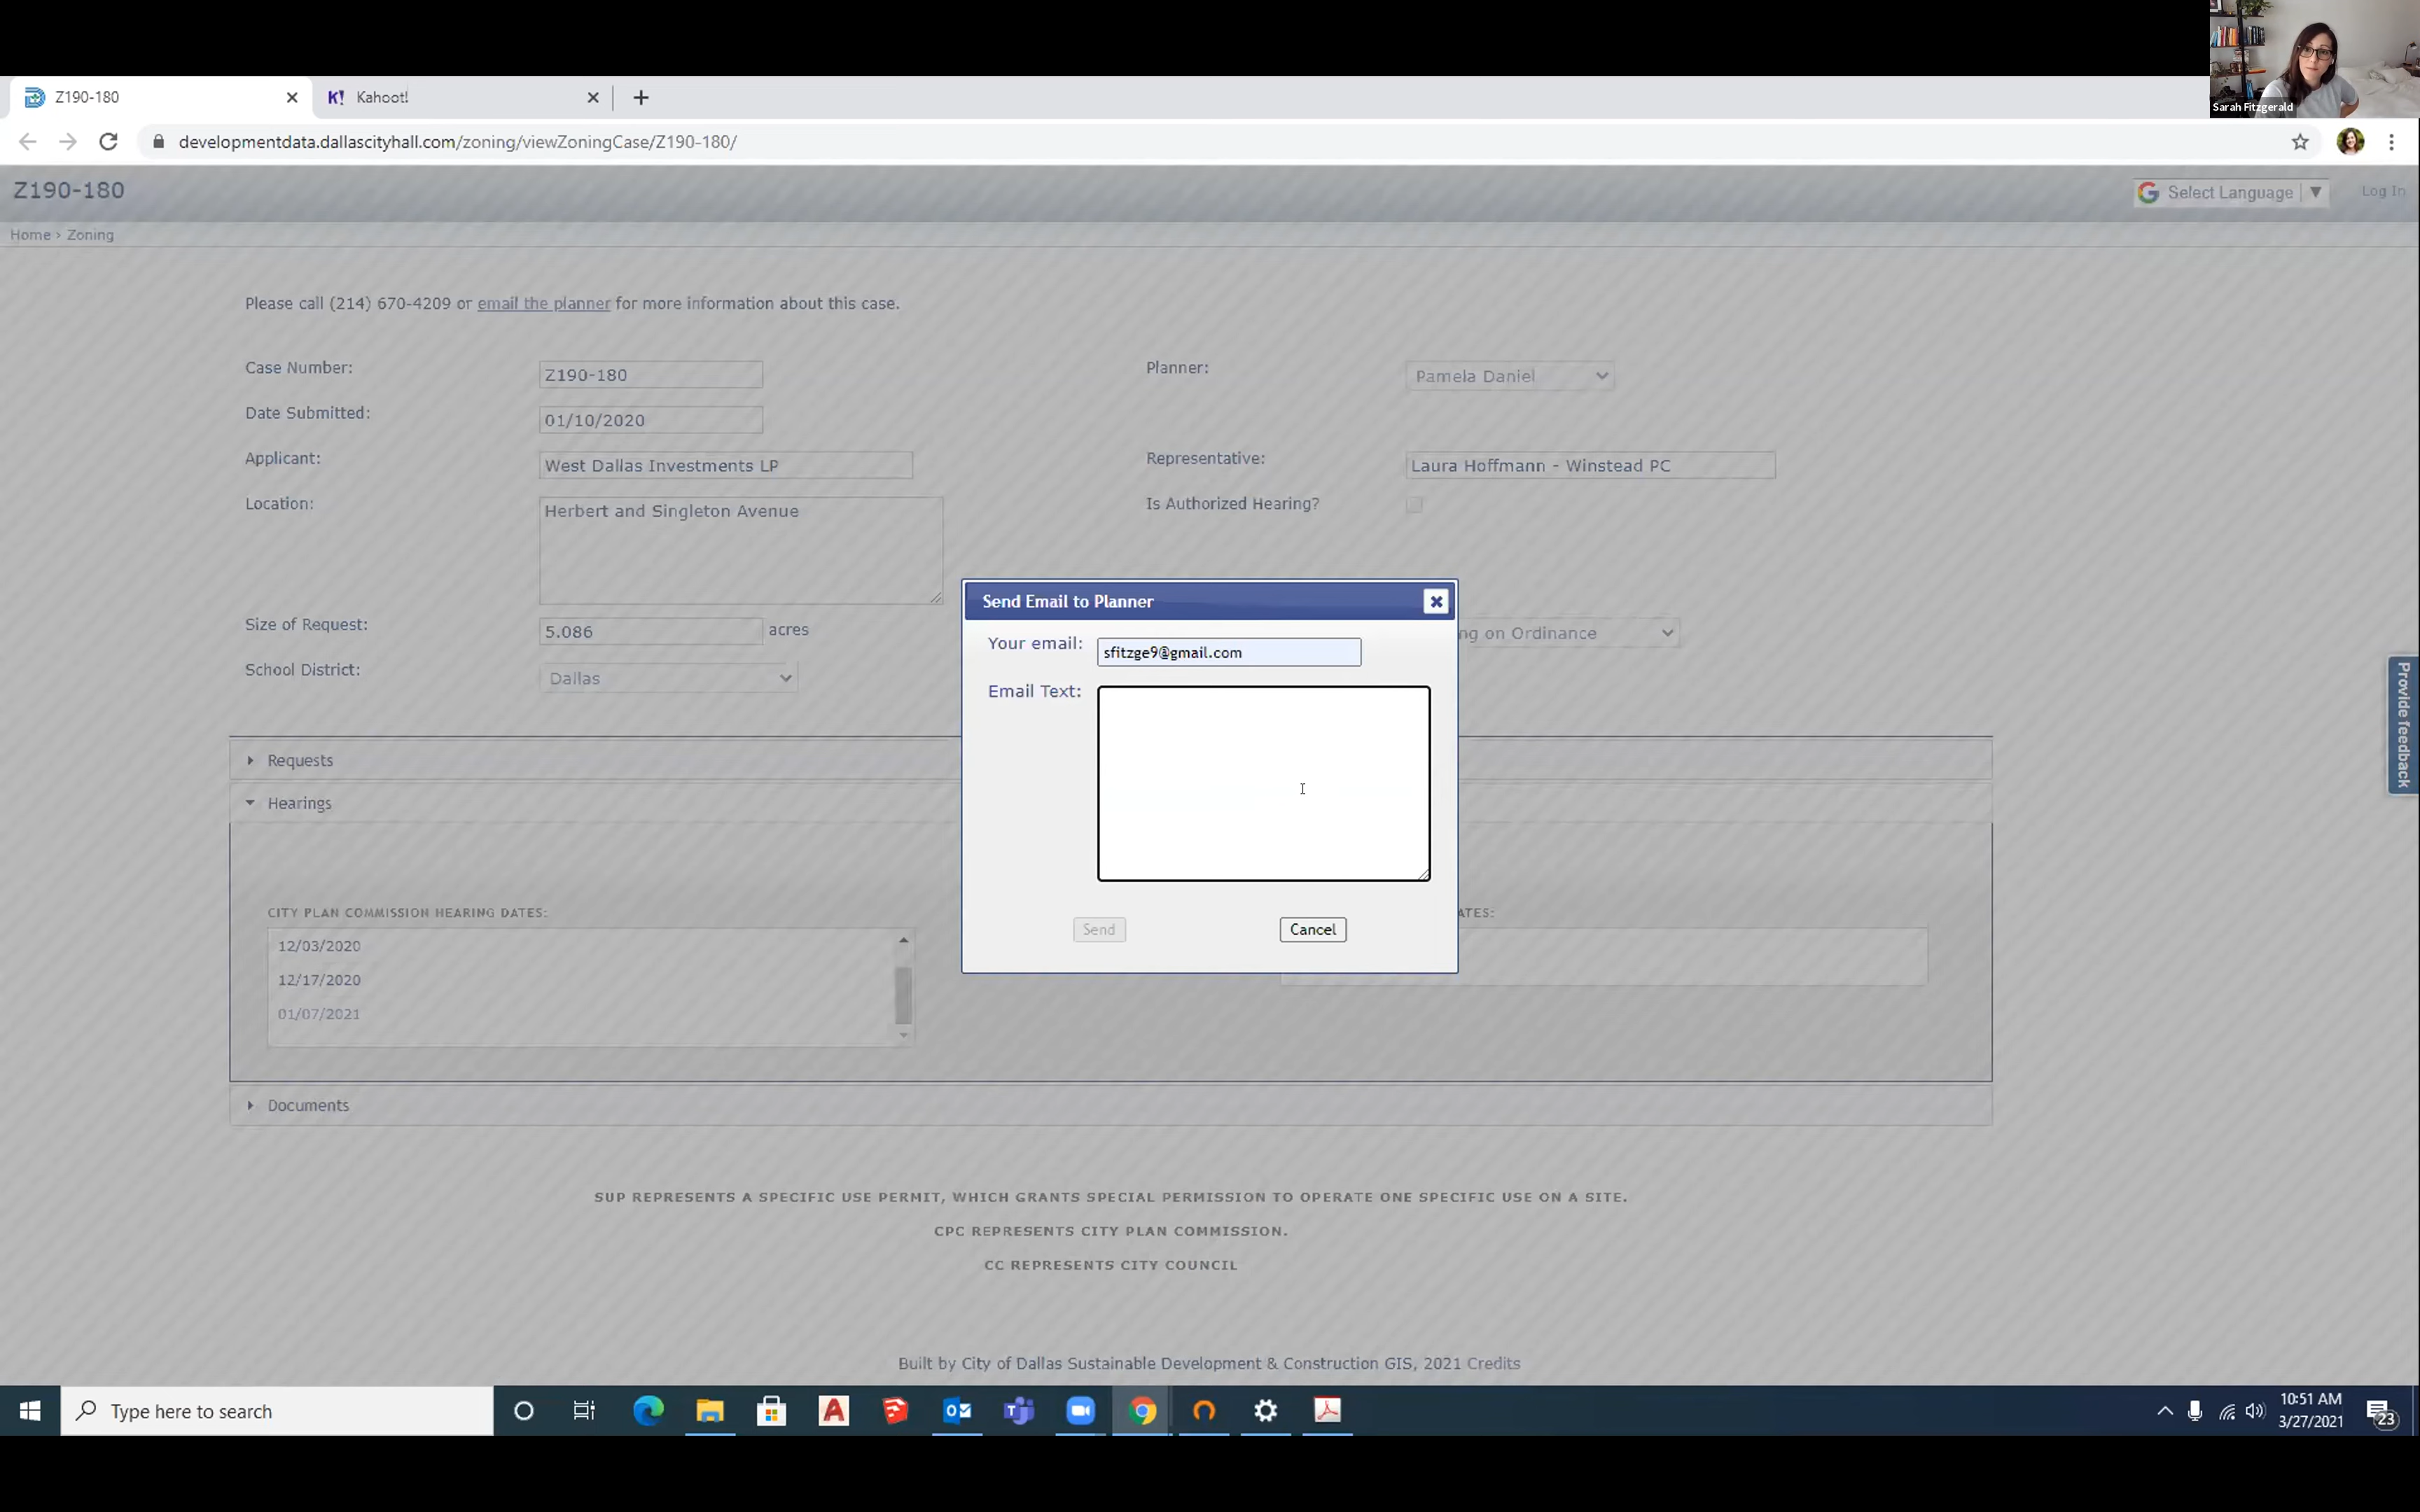 Sarah Fitzgerald
Z190-180
Kahoot!
developmentdata.dallascityhall.com/zoning/viewZoningCase/Z190-180/
Z190-180
Select Language ▼
Log In
Home > Zoning
Please call (214) 670-4209 or email the planner for more information about this case.
Case Number: Z190-180
Planner: Pamela Daniel
Date Submitted: 01/10/2020
Applicant: West Dallas Investments LP
Representative: Laura Hoffmann - Winstead PC
Location: Herbert and Singleton Avenue
Is Authorized Hearing?
Size of Request: 5.086 acres
ng on Ordinance
School District: Dallas
Send Email to Planner
Your email: sfitzge9@gmail.com
Email Text:
Send Cancel
Provide feedback
Requests
Hearings
CITY PLAN COMMISSION HEARING DATES:
ATES:
12/03/2020
12/17/2020
01/07/2021
Documents
SUP REPRESENTS A SPECIFIC USE PERMIT, WHICH GRANTS SPECIAL PERMISSION TO OPERATE ONE SPECIFIC USE ON A SITE.
CPC REPRESENTS CITY PLAN COMMISSION.
CC REPRESENTS CITY COUNCIL
Built by City of Dallas Sustainable Development & Construction GIS, 2021 Credits
Type here to search
10:51 AM
3/27/2021
23